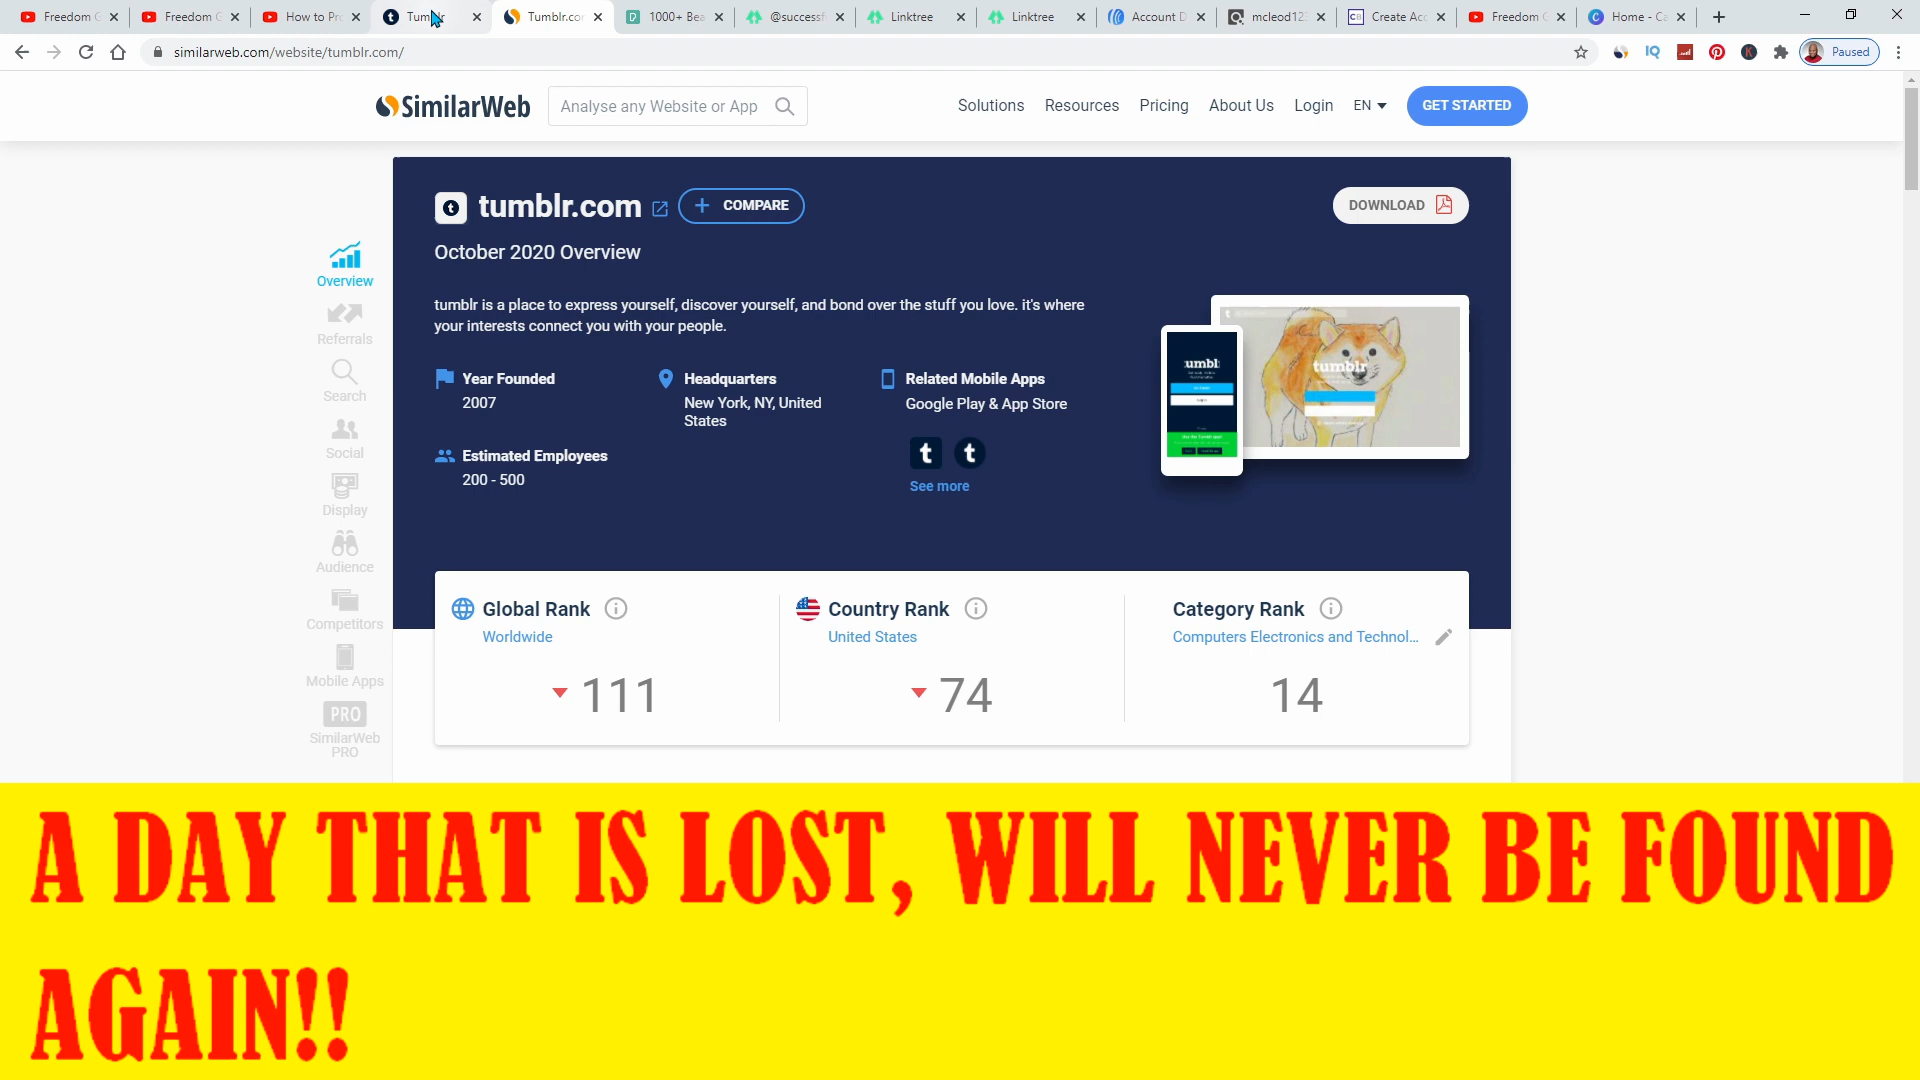 Freedom G
Freedom G
How to Pro
Tumblr
Tumblr.co
1000+ Bea
@successf
Linktree
Linktree
Account D
mcleod123
Create Acc
Freedom G
Home - Ca
similarweb.com/website/tumblr.com/
Paused
SimilarWeb
Analyse any Website or App
Solutions
Resources
Pricing
About Us
Login
EN
GET STARTED
tumblr.com
COMPARE
DOWNLOAD
October 2020 Overview
tumblr is a place to express yourself, discover yourself, and bond over the stuff you love. it's where
your interests connect you with your people.
Year Founded
2007
Headquarters
New York, NY, United
States
Related Mobile Apps
Google Play & App Store
Estimated Employees
200 - 500
See more
umbl
tumblr
Overview
Referrals
Search
Social
Display
Audience
Competitors
Mobile Apps
PRO
SimilarWeb
PRO
Global Rank
Worldwide
111
Country Rank
United States
74
Category Rank
Computers Electronics and Technol...
14
A DAY THAT IS LOST, WILL NEVER BE FOUND
AGAIN!!